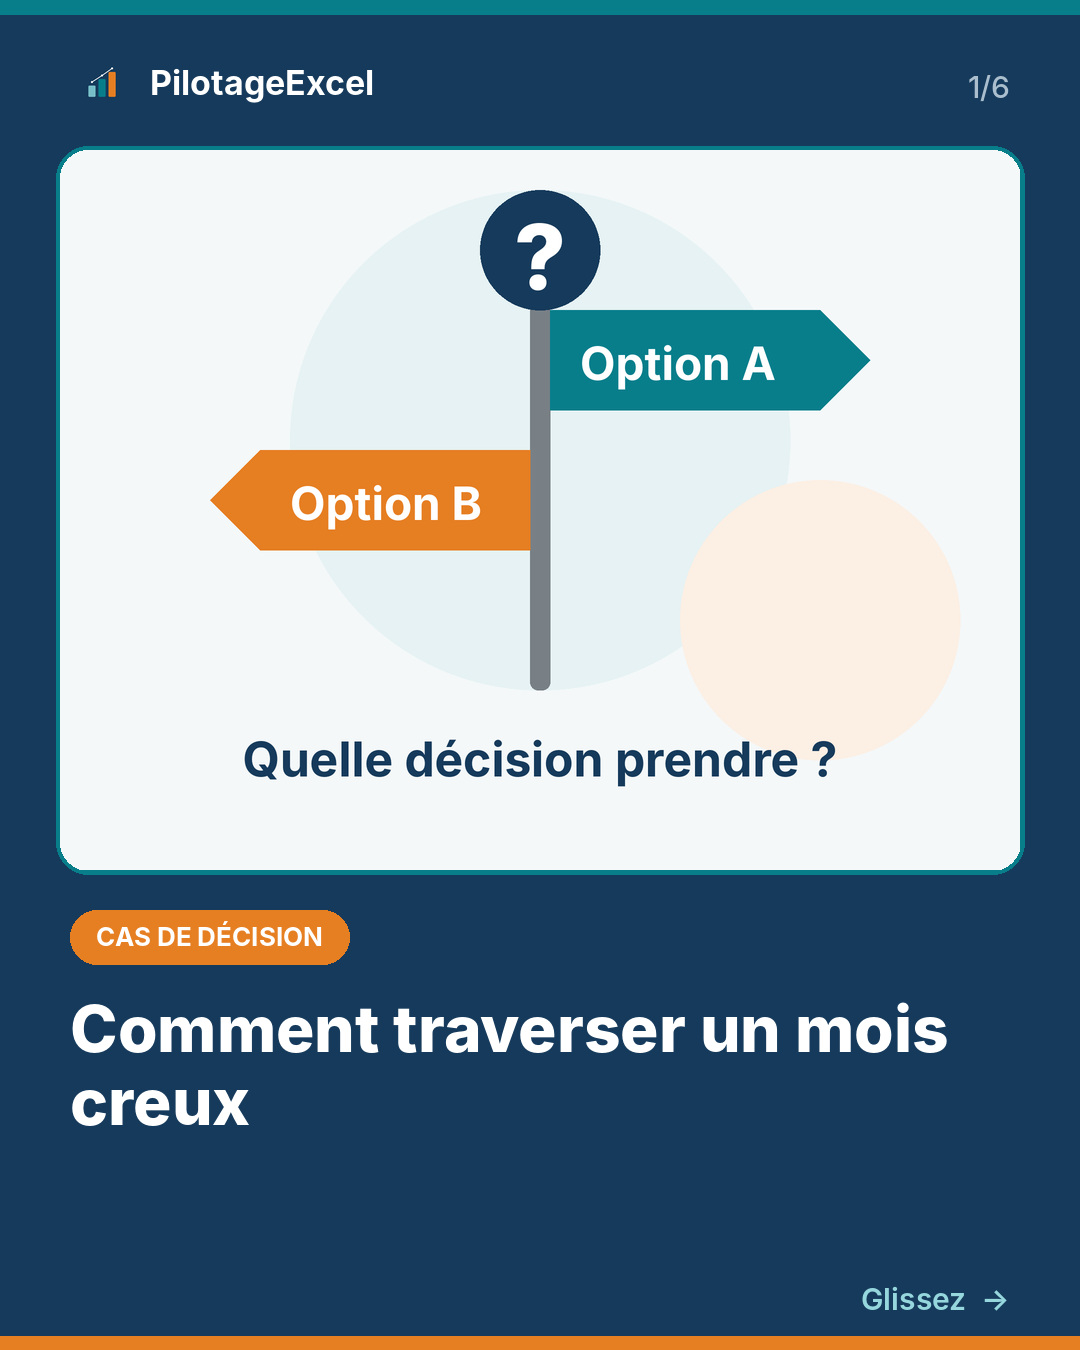 PilotageExcel
1/6
?
Option A
Option B
Quelle décision prendre ?
CAS DE DÉCISION
Comment traverser un mois
creux
Glissez →